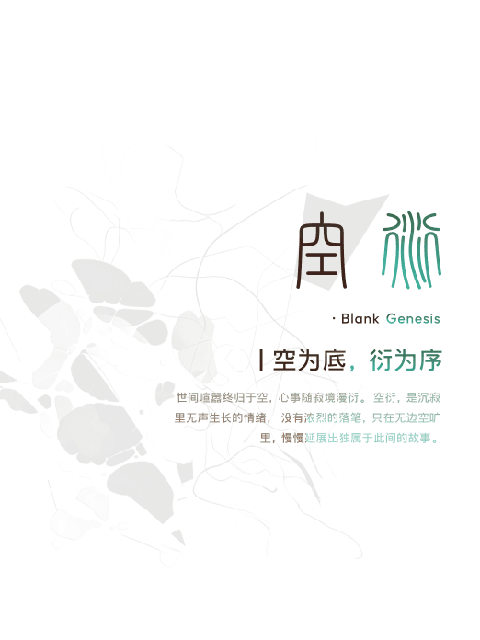 空衍
· Blank Genesis
空为底，衍为序
世间喧嚣终归于空，心事随寂境漫衍。空衍，是沉寂
里无声生长的情绪，没有浓烈的落笔，只在无边空旷
里，慢慢延展出独属于此间的故事。